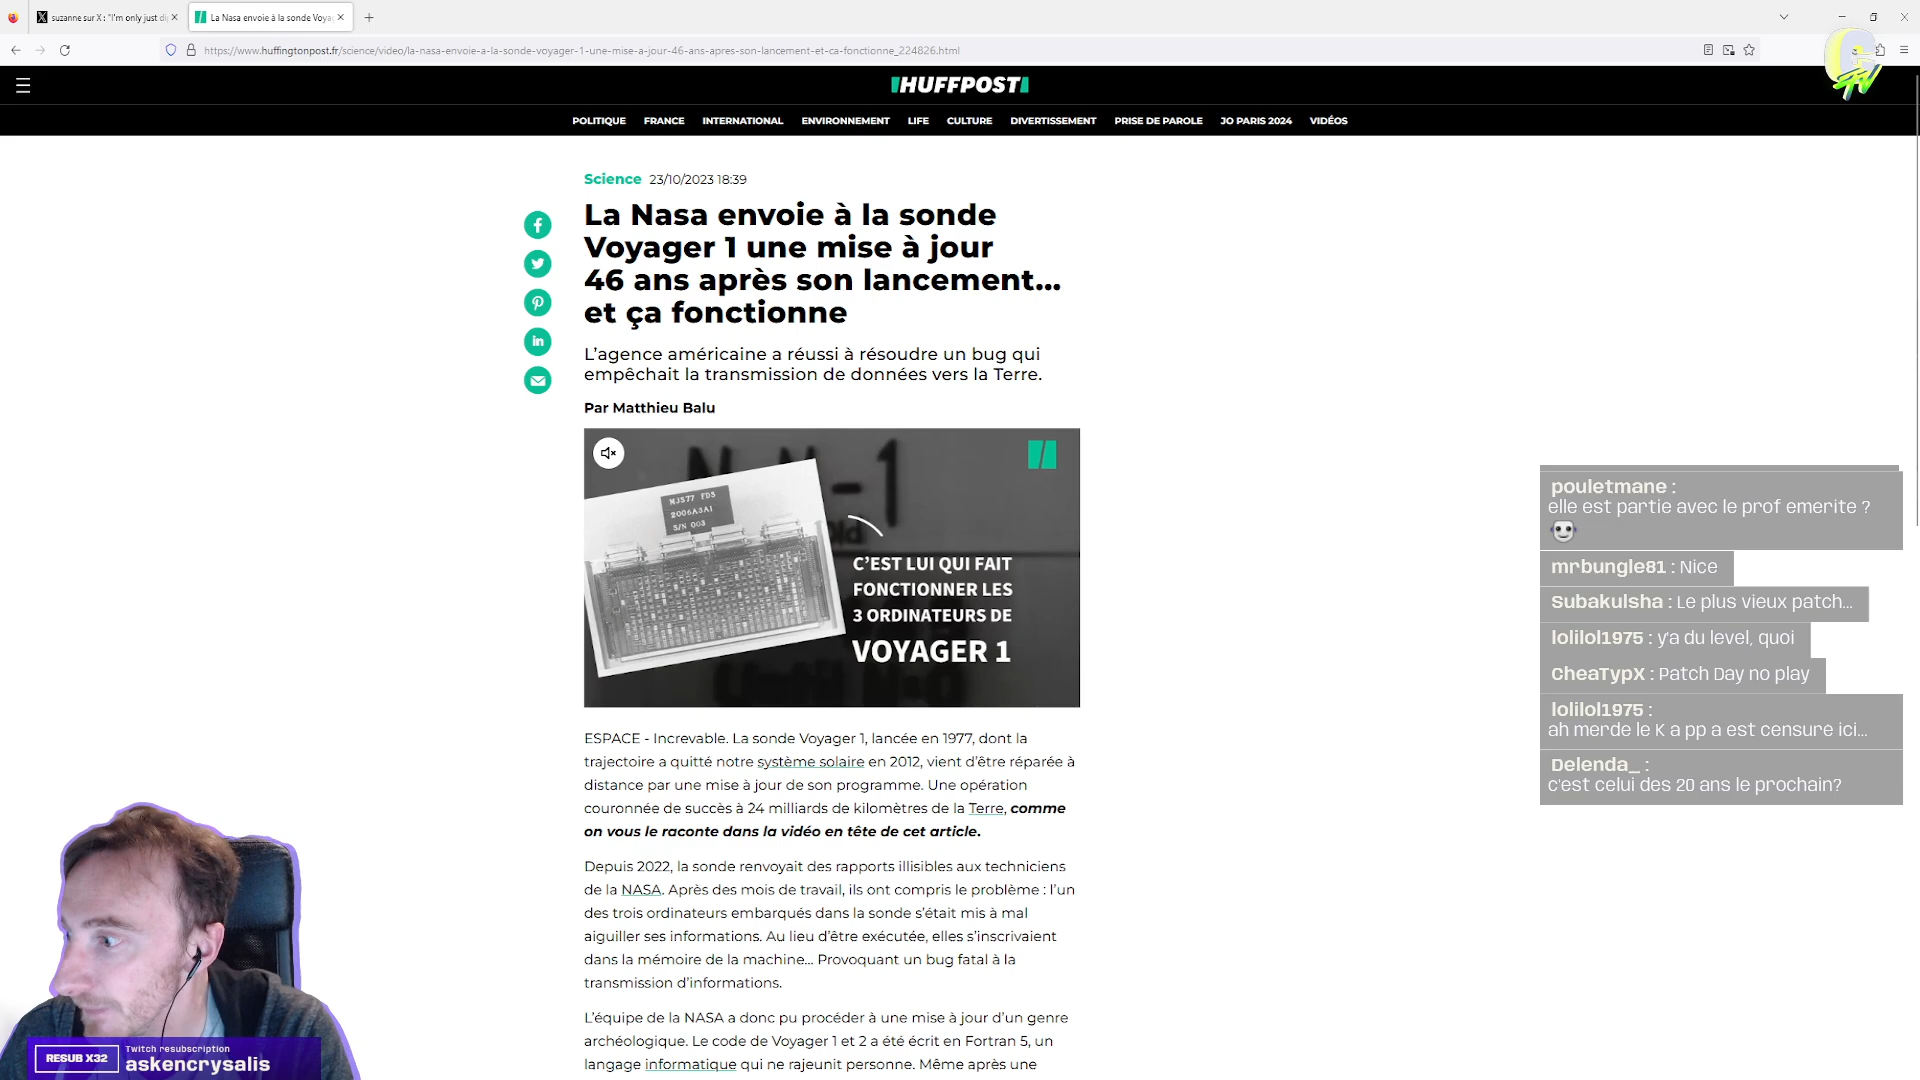 suzanne sur X : "I'm only just di
La Nasa envoie à la sonde Voya
https://www.huffingtonpost.fr/science/video/la-nasa-envoie-a-la-sonde-voyager-1-une-mise-a-jour-46-ans-apres-son-lancement-et-ca-fonctionne_224826.html
HUFFPOST
POLITIQUE FRANCE INTERNATIONAL ENVIRONNEMENT LIFE CULTURE DIVERTISSEMENT PRISE DE PAROLE JO PARIS 2024 VIDÉOS
Science 23/10/2023 18:39
La Nasa envoie à la sonde
Voyager 1 une mise à jour
46 ans après son lancement…
et ça fonctionne
L’agence américaine a réussi à résoudre un bug qui
empêchait la transmission de données vers la Terre.
Par Matthieu Balu
MJS77 FDS
2006A3A1
S/N 003
C’EST LUI QUI FAIT
FONCTIONNER LES
3 ORDINATEURS DE
VOYAGER 1
ESPACE - Increvable. La sonde Voyager 1, lancée en 1977, dont la
trajectoire a quitté notre système solaire en 2012, vient d’être réparée à
distance par une mise à jour de son programme. Une opération
couronnée de succès à 24 milliards de kilomètres de la Terre, comme
on vous le raconte dans la vidéo en tête de cet article.
Depuis 2022, la sonde renvoyait des rapports illisibles aux techniciens
de la NASA. Après des mois de travail, ils ont compris le problème : l’un
des trois ordinateurs embarqués dans la sonde s’était mis à mal
aiguiller ses informations. Au lieu d’être exécutée, elles s’inscrivaient
dans la mémoire de la machine… Provoquant un bug fatal à la
transmission d’informations.
L’équipe de la NASA a donc pu procéder à une mise à jour d’un genre
archéologique. Le code de Voyager 1 et 2 a été écrit en Fortran 5, un
langage informatique qui ne rajeunit personne. Même après une
pouletmane :
elle est partie avec le prof emerite ?
mrbungle81 : Nice
Subakulsha : Le plus vieux patch...
lolilol1975 : y'a du level, quoi
CheaTypX : Patch Day no play
lolilol1975 :
ah merde le K a pp a est censuré ici...
Delenda_ :
c'est celui des 20 ans le prochain?
RESUB X32
Twitch resubscription
askencrysalis